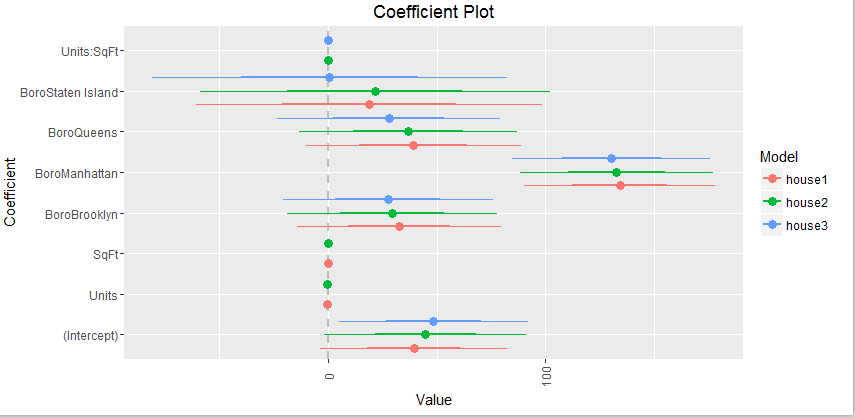 Coefficient Plot
Coefficient
Units:SqFt
BoroStaten Island
BoroQueens
BoroManhattan
BoroBrooklyn
SqFt
Units
(Intercept)
0
100
Value
Model
house1
house2
house3